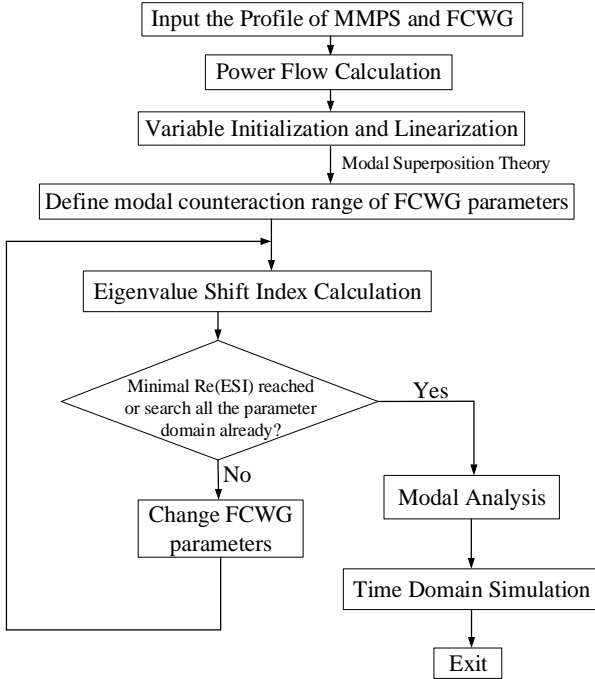 Input the Profile of MMPS and FCWG
Power Flow Calculation
Variable Initialization and Linearization
Modal Superposition Theory
Define modal counteraction range of FCWG parameters
Eigenvalue Shift Index Calculation
Minimal Re(ESI) reached
or search all the parameter
domain already?
Yes
No
Change FCWG
parameters
Modal Analysis
Time Domain Simulation
Exit